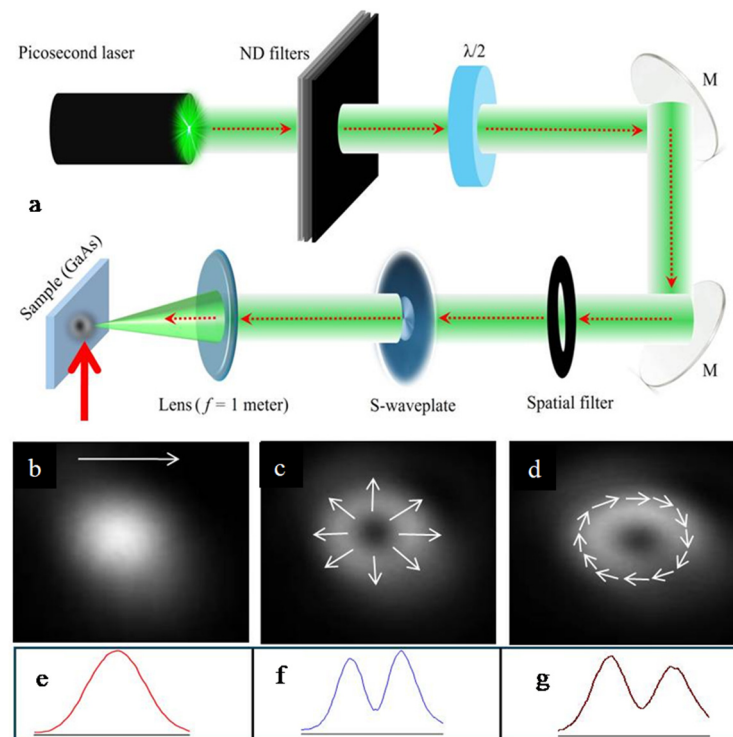 Picosecond laser
ND filters
λ/2
M
a
Sample (GaAs)
Lens (f = 1 meter)
S-waveplate
Spatial filter
M
b
c
d
e
f
g